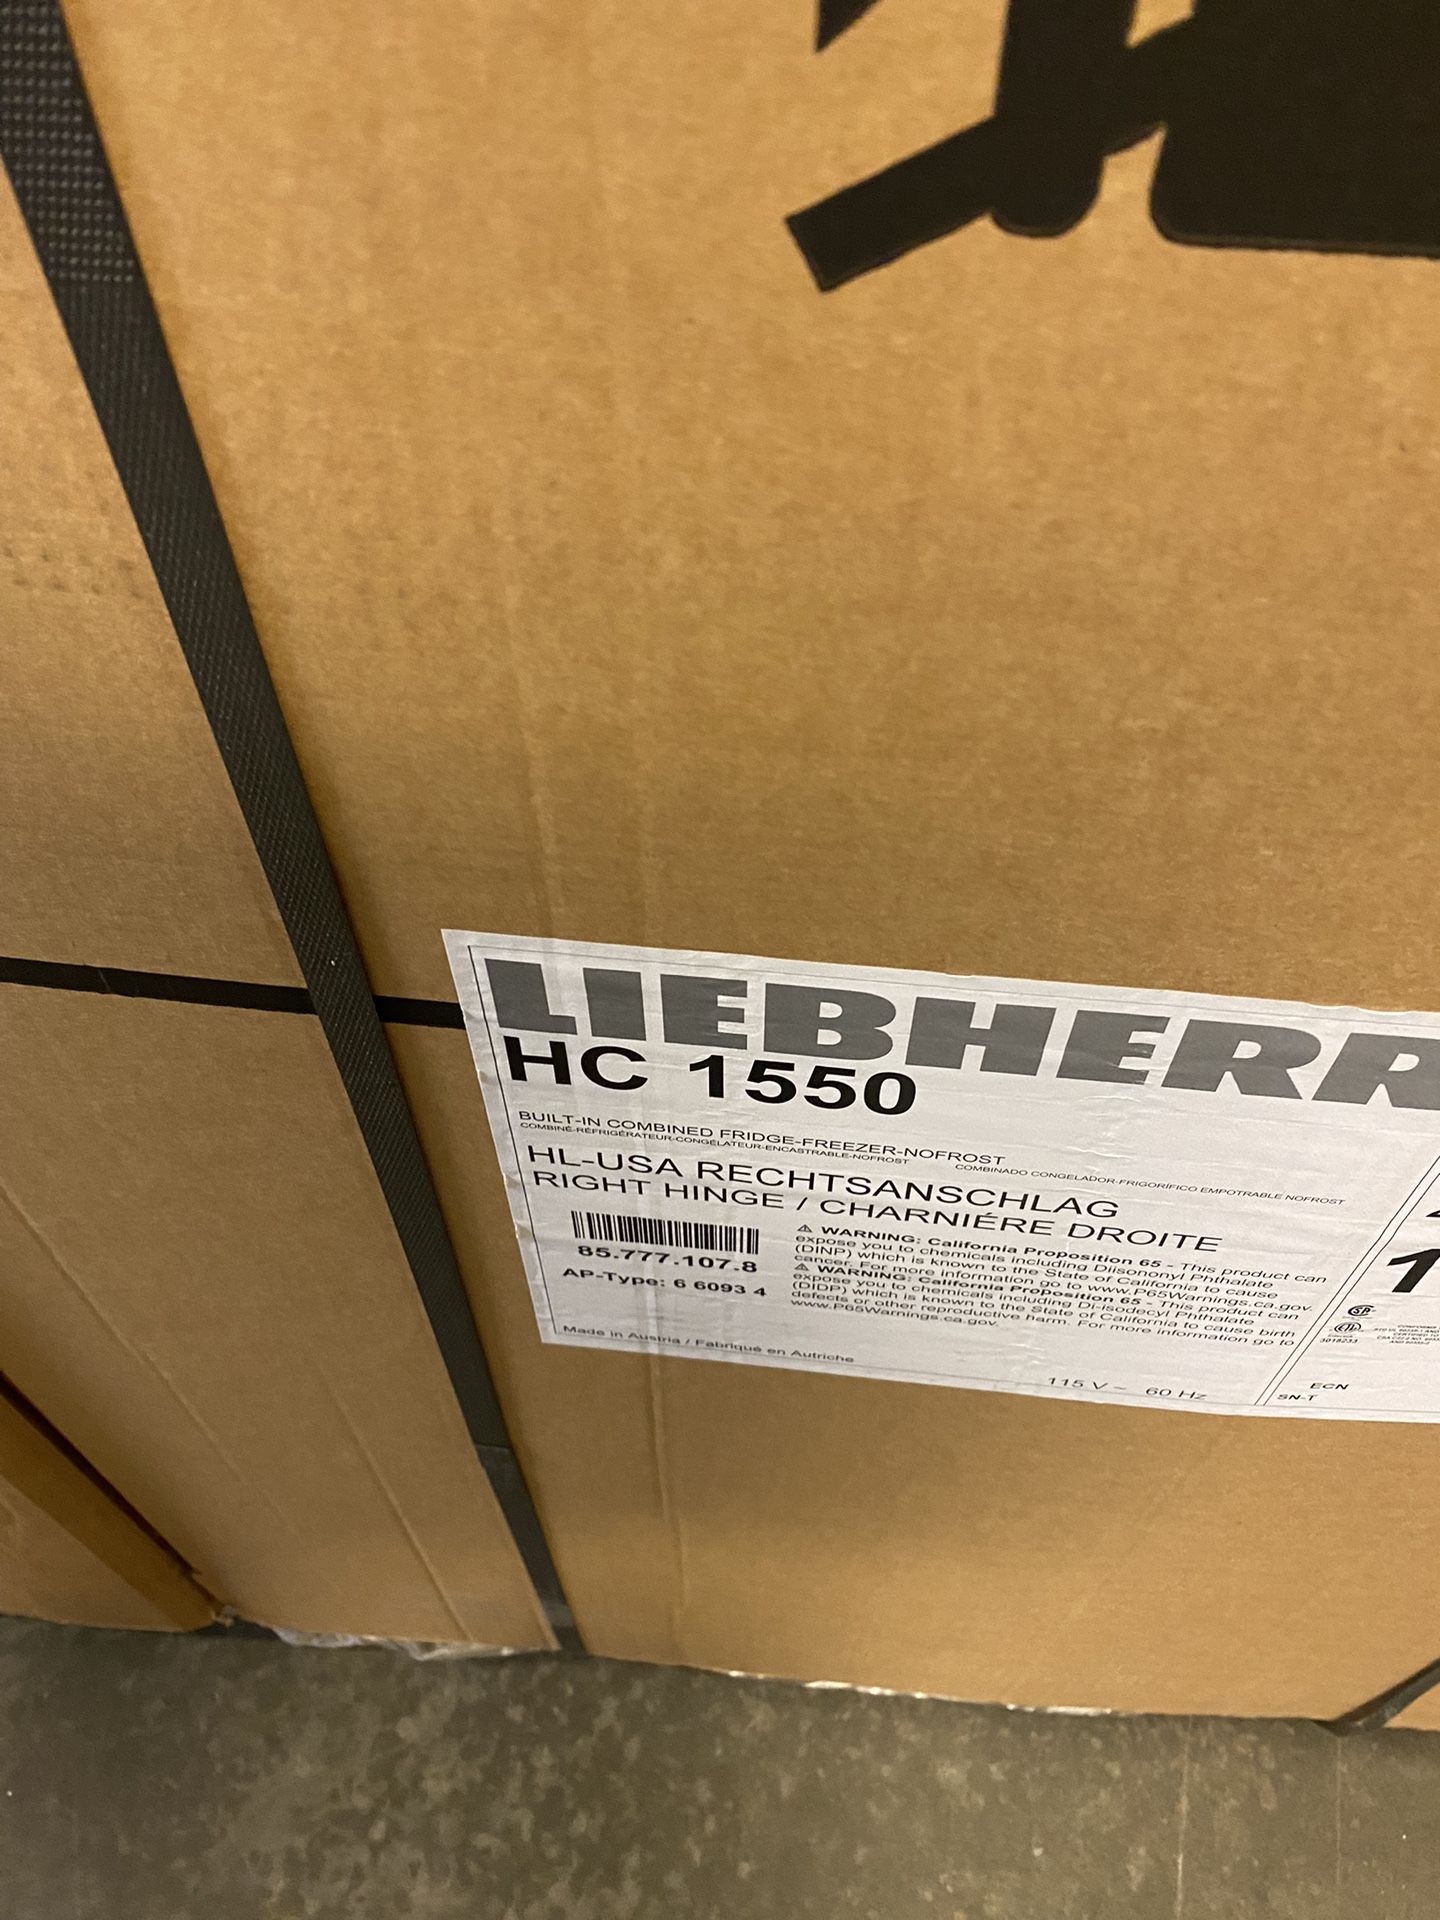 LIEBHERR
HC 1550
BUILT-IN COMBINED FRIDGE-FREEZER-NOFROST
COMBINÉ-RÉFRIGÉRATEUR-CONGÉLATEUR-ENCASTRABLE-NOFROST
COMBINADO CONGELADOR-FRIGORÍFICO EMPOTRABLE NOFROST
HL-USA RECHTSANSCHLAG
RIGHT HINGE / CHARNIÉRE DROITE
85.777.107.8
AP-Type: 6 6093 4
⚠ WARNING: California Proposition 65 - This product can
expose you to chemicals including Diisononyl Phthalate
(DINP) which is known to the State of California to cause
cancer. For more information go to www.P65Warnings.ca.gov.
⚠ WARNING: California Proposition 65 - This product can
expose you to chemicals including Di-isodecyl Phthalate
(DIDP) which is known to the State of California to cause birth
defects or other reproductive harm. For more information go to
www.P65Warnings.ca.gov.
Made in Austria / Fabriqué en Autriche
115 V ~ 60 Hz
1
3018233
ECN
SN-T